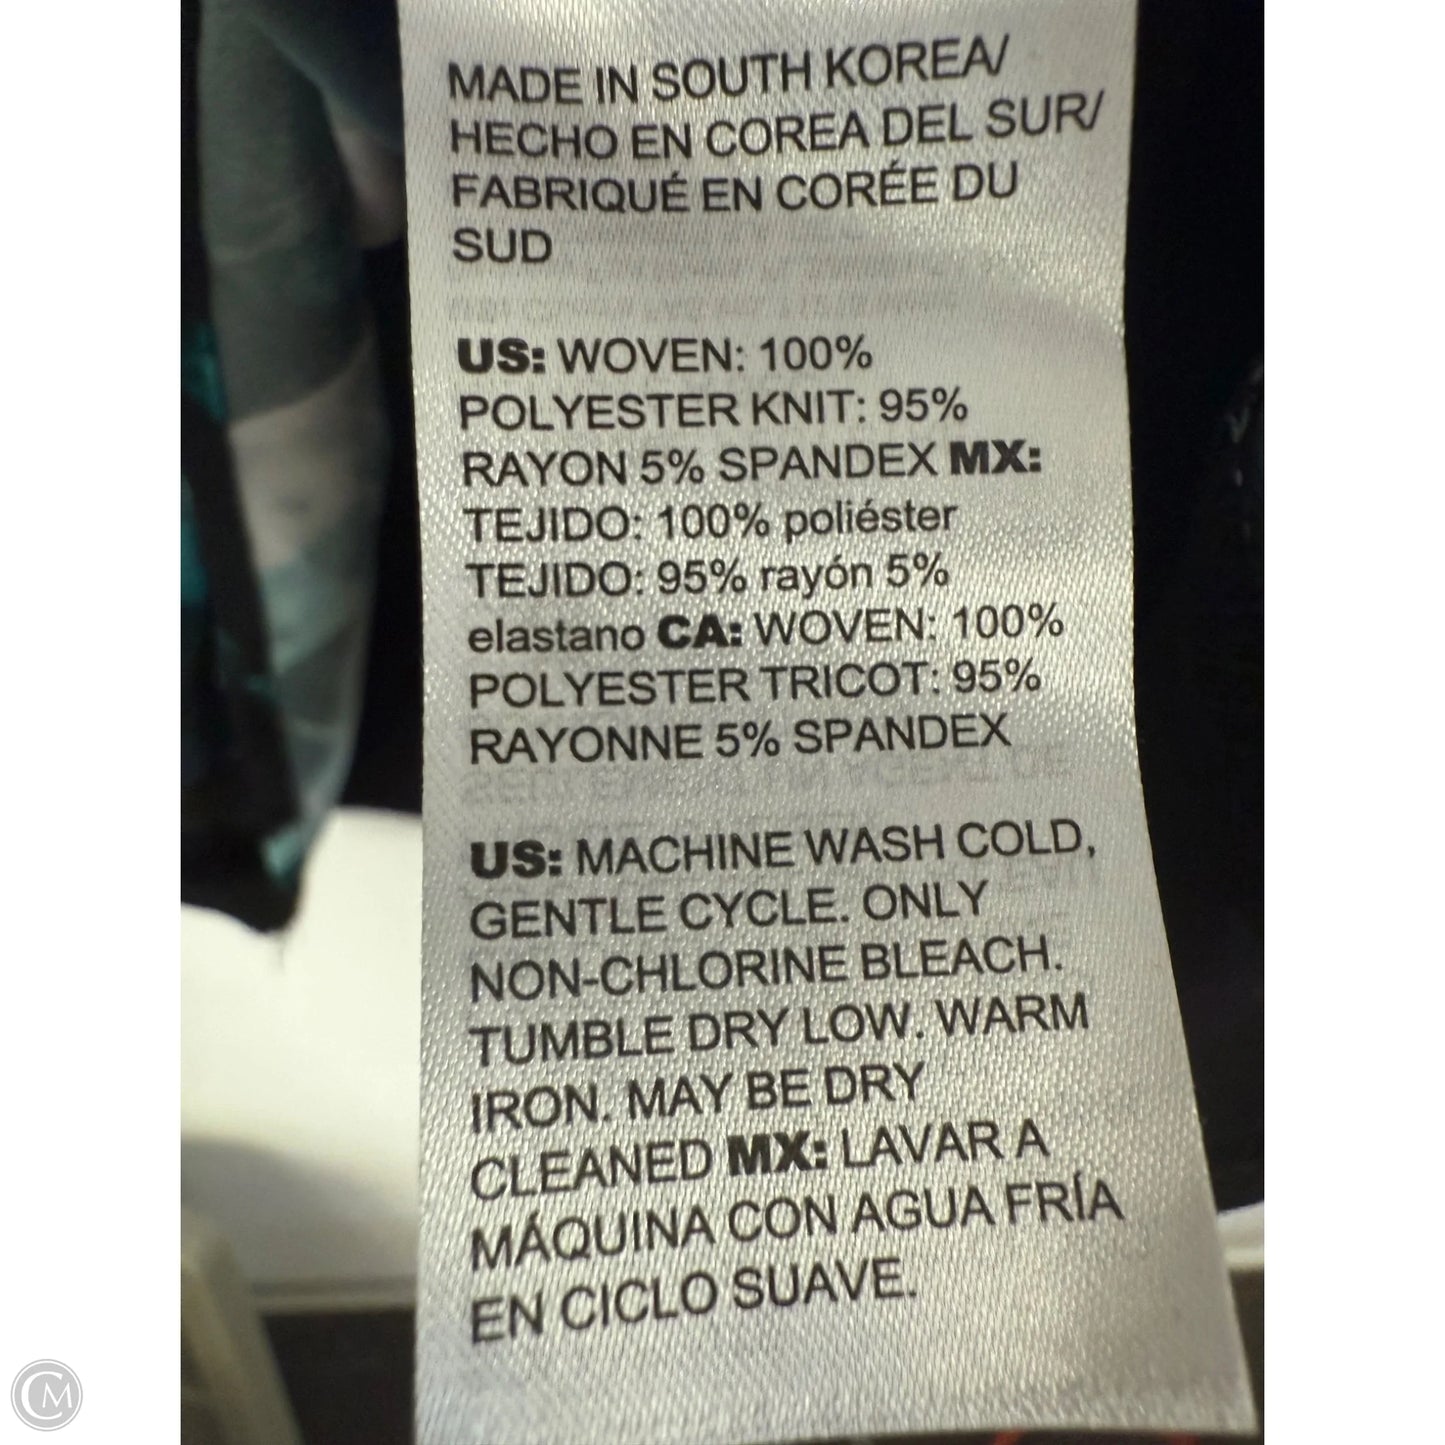 MADE IN SOUTH KOREA/
HECHO EN COREA DEL SUR/
FABRIQUÉ EN CORÉE DU
SUD
US: WOVEN: 100%
POLYESTER KNIT: 95%
RAYON 5% SPANDEX MX:
TEJIDO: 100% poliéster
TEJIDO: 95% rayón 5%
elastano CA: WOVEN: 100%
POLYESTER TRICOT: 95%
RAYONNE 5% SPANDEX
US: MACHINE WASH COLD,
GENTLE CYCLE. ONLY
NON-CHLORINE BLEACH.
TUMBLE DRY LOW. WARM
IRON. MAY BE DRY
CLEANED MX: LAVAR A
MÁQUINA CON AGUA FRÍA
EN CICLO SUAVE.
CM